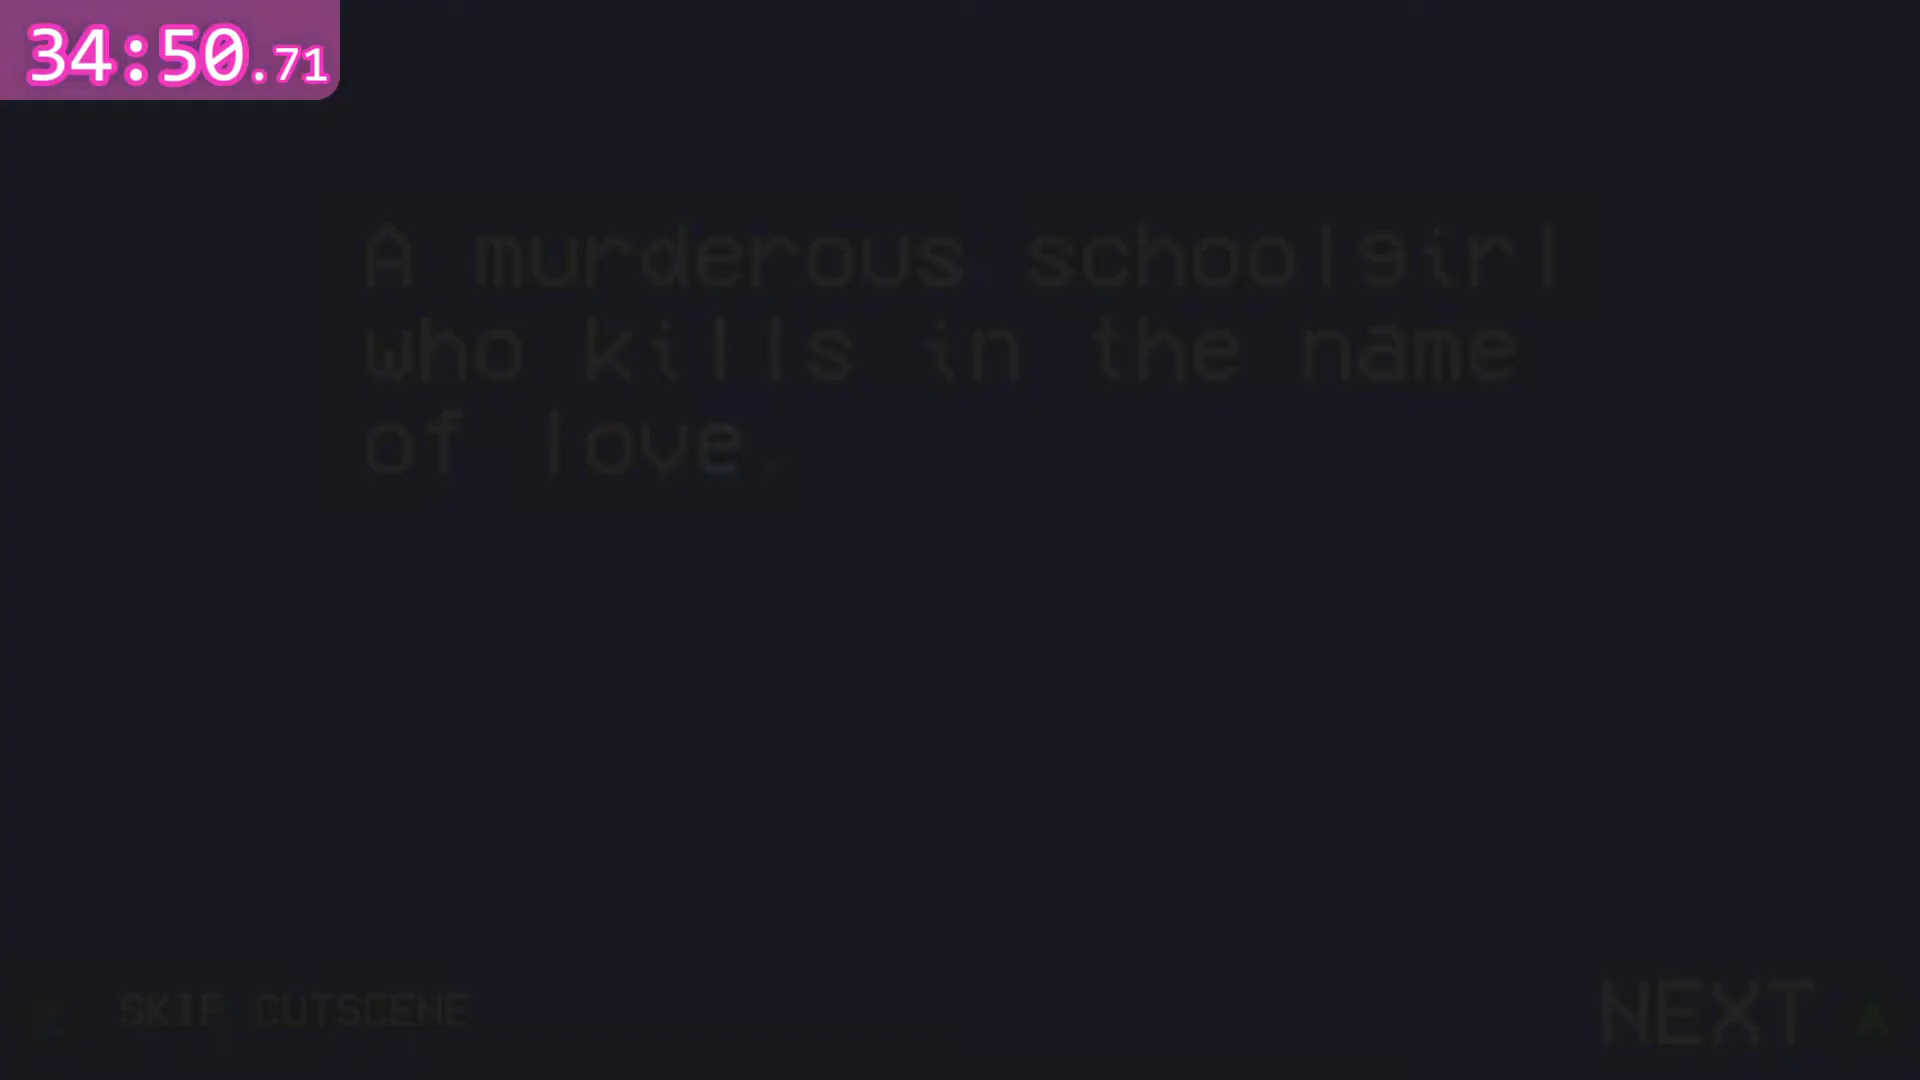 34:50.71
A murderous schoolgirl
who kills in the name
of love.
X SKIP CUTSCENE
NEXT A